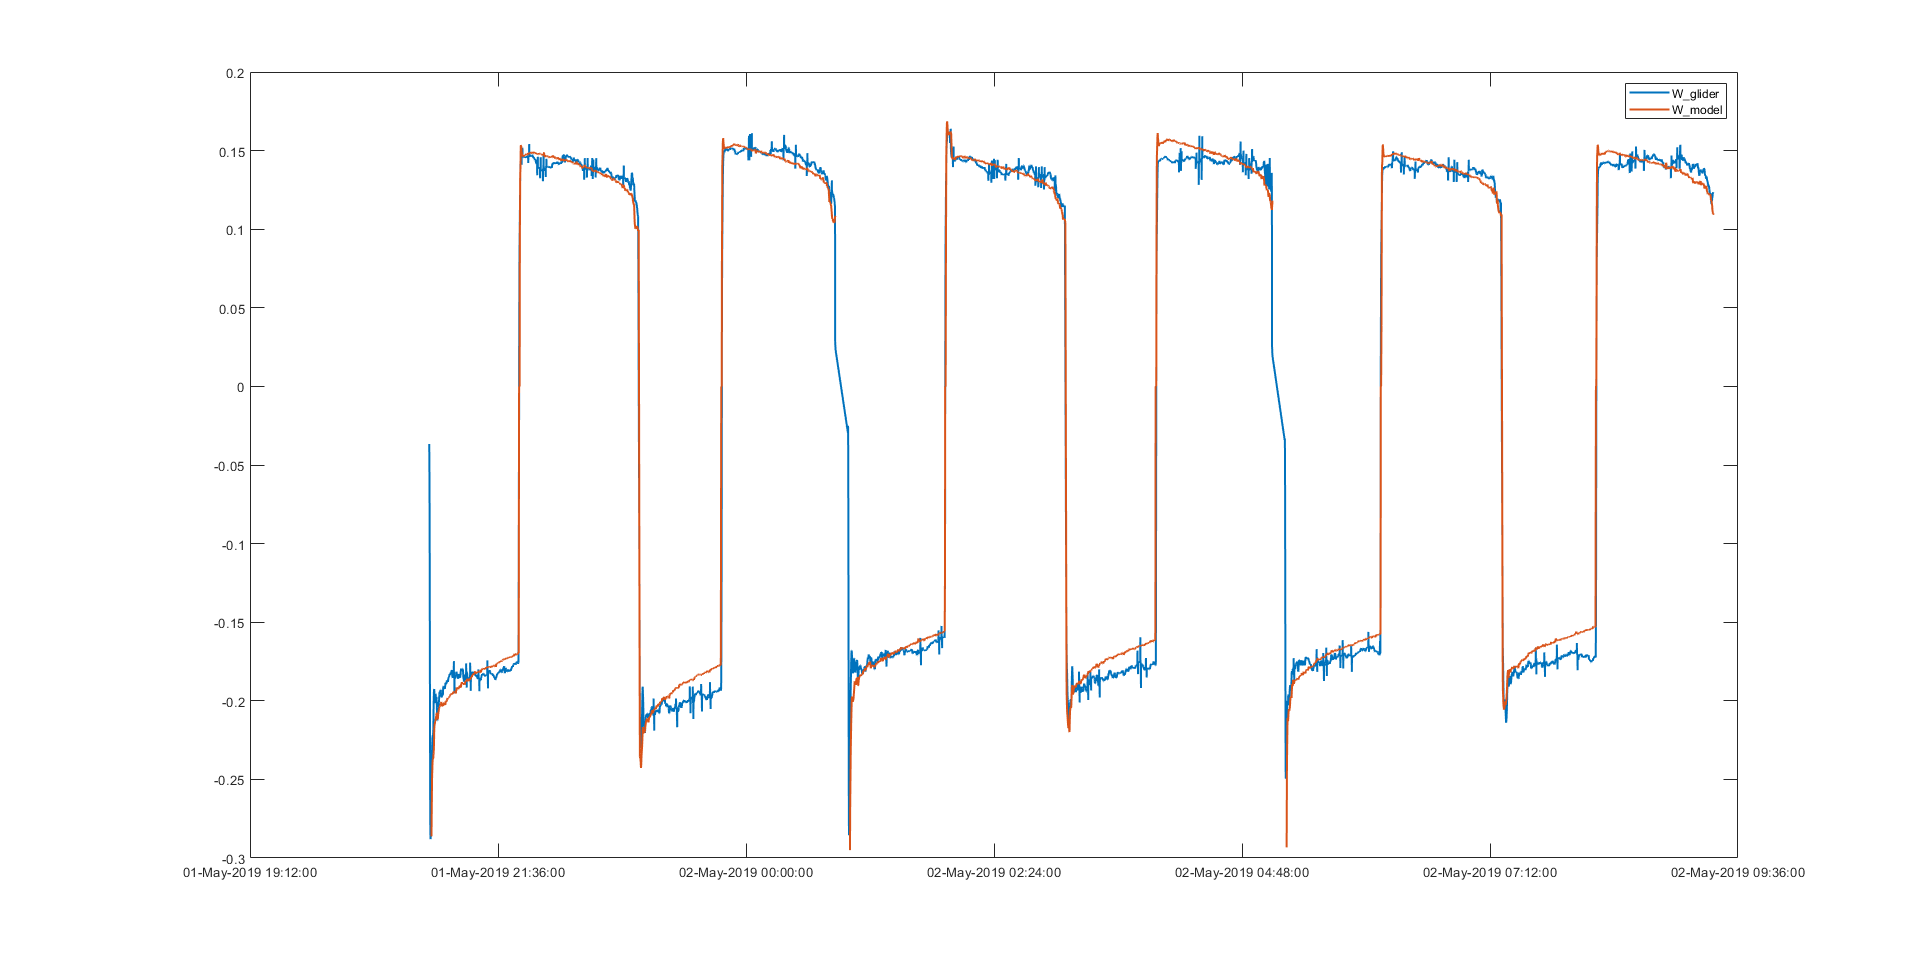 0.2
0.15
0.1
0.05
0
-0.05
-0.1
-0.15
-0.2
-0.25
-0.3
01-May-2019 19:12:00
01-May-2019 21:36:00
02-May-2019 00:00:00
02-May-2019 02:24:00
02-May-2019 04:48:00
02-May-2019 07:12:00
02-May-2019 09:36:00
W_glider
W_model